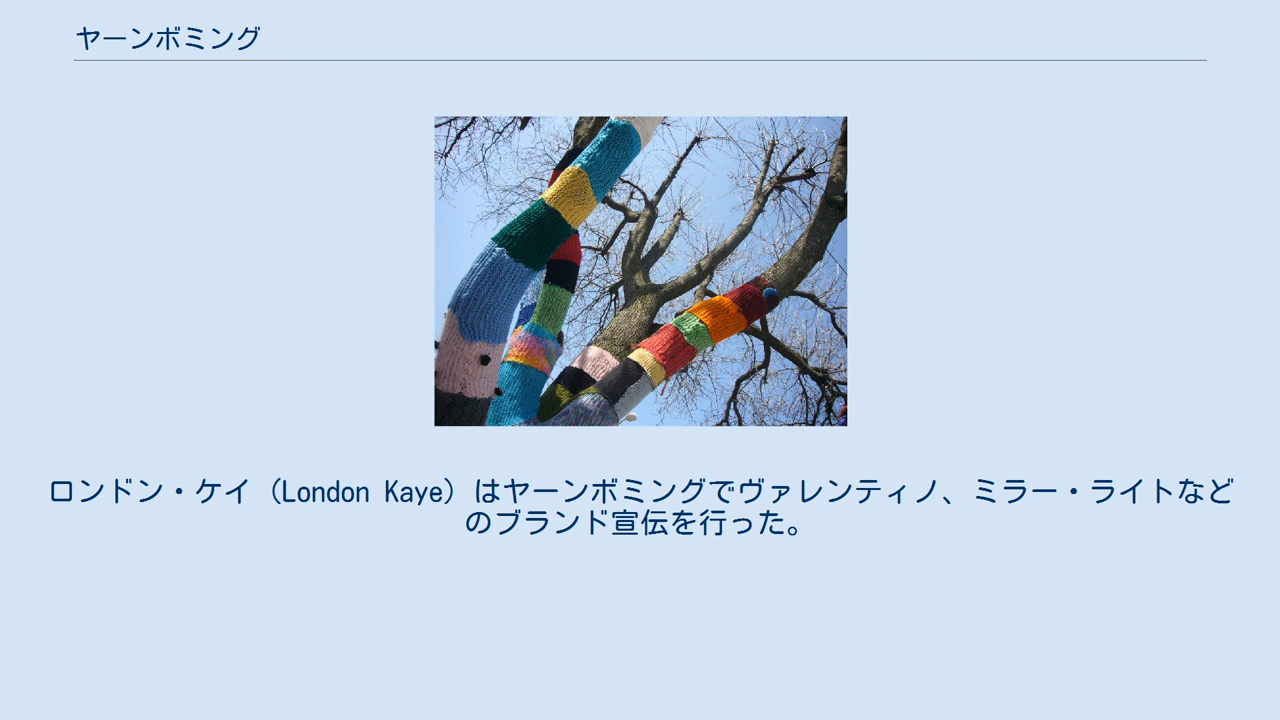 ヤーンボミング
ロンドン・ケイ（London Kaye）はヤーンボミングでヴァレンティノ、ミラー・ライトなど
のブランド宣伝を行った。